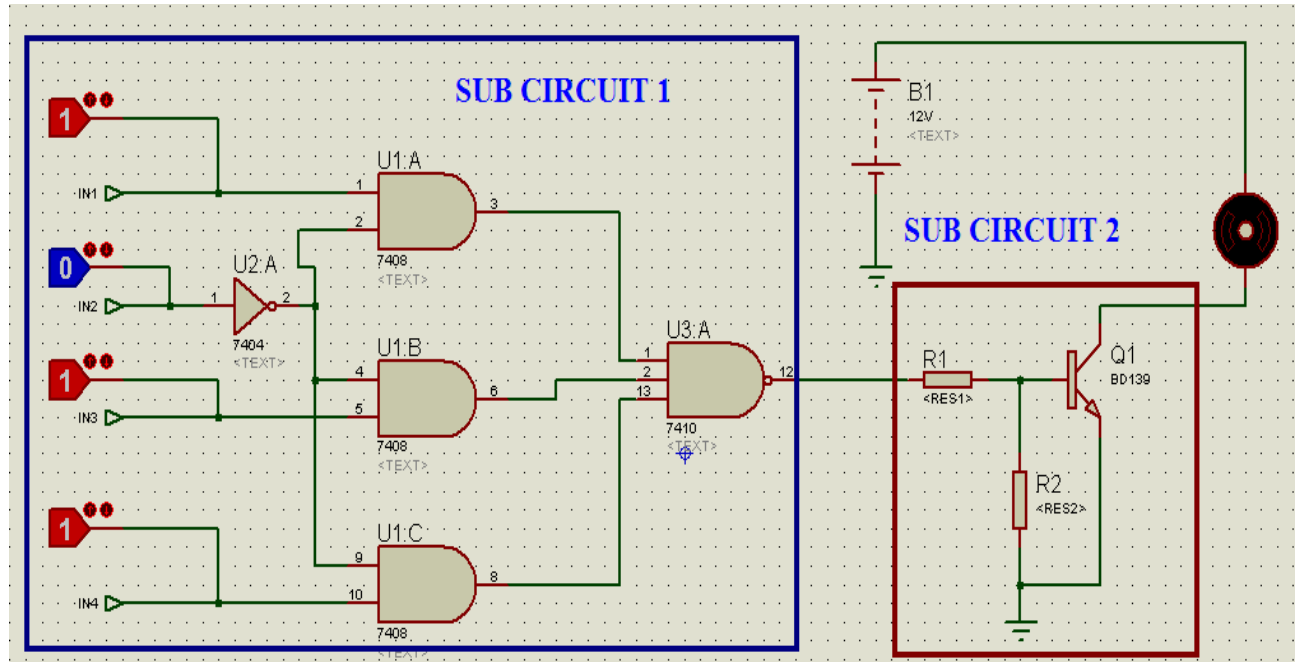 SUB CIRCUIT 1
1
IN1
U1:A
1
2
3
7408
<TEXT>
0
IN2
U2:A
1
2
7404
<TEXT>
1
IN3
U1:B
4
5
6
7408
<TEXT>
1
IN4
U1:C
9
10
8
7408
<TEXT>
U3:A
1
2
13
12
7410
<TEXT>
B1
12V
<TEXT>
SUB CIRCUIT 2
R1
<RES1>
Q1
BD139
R2
<RES2>